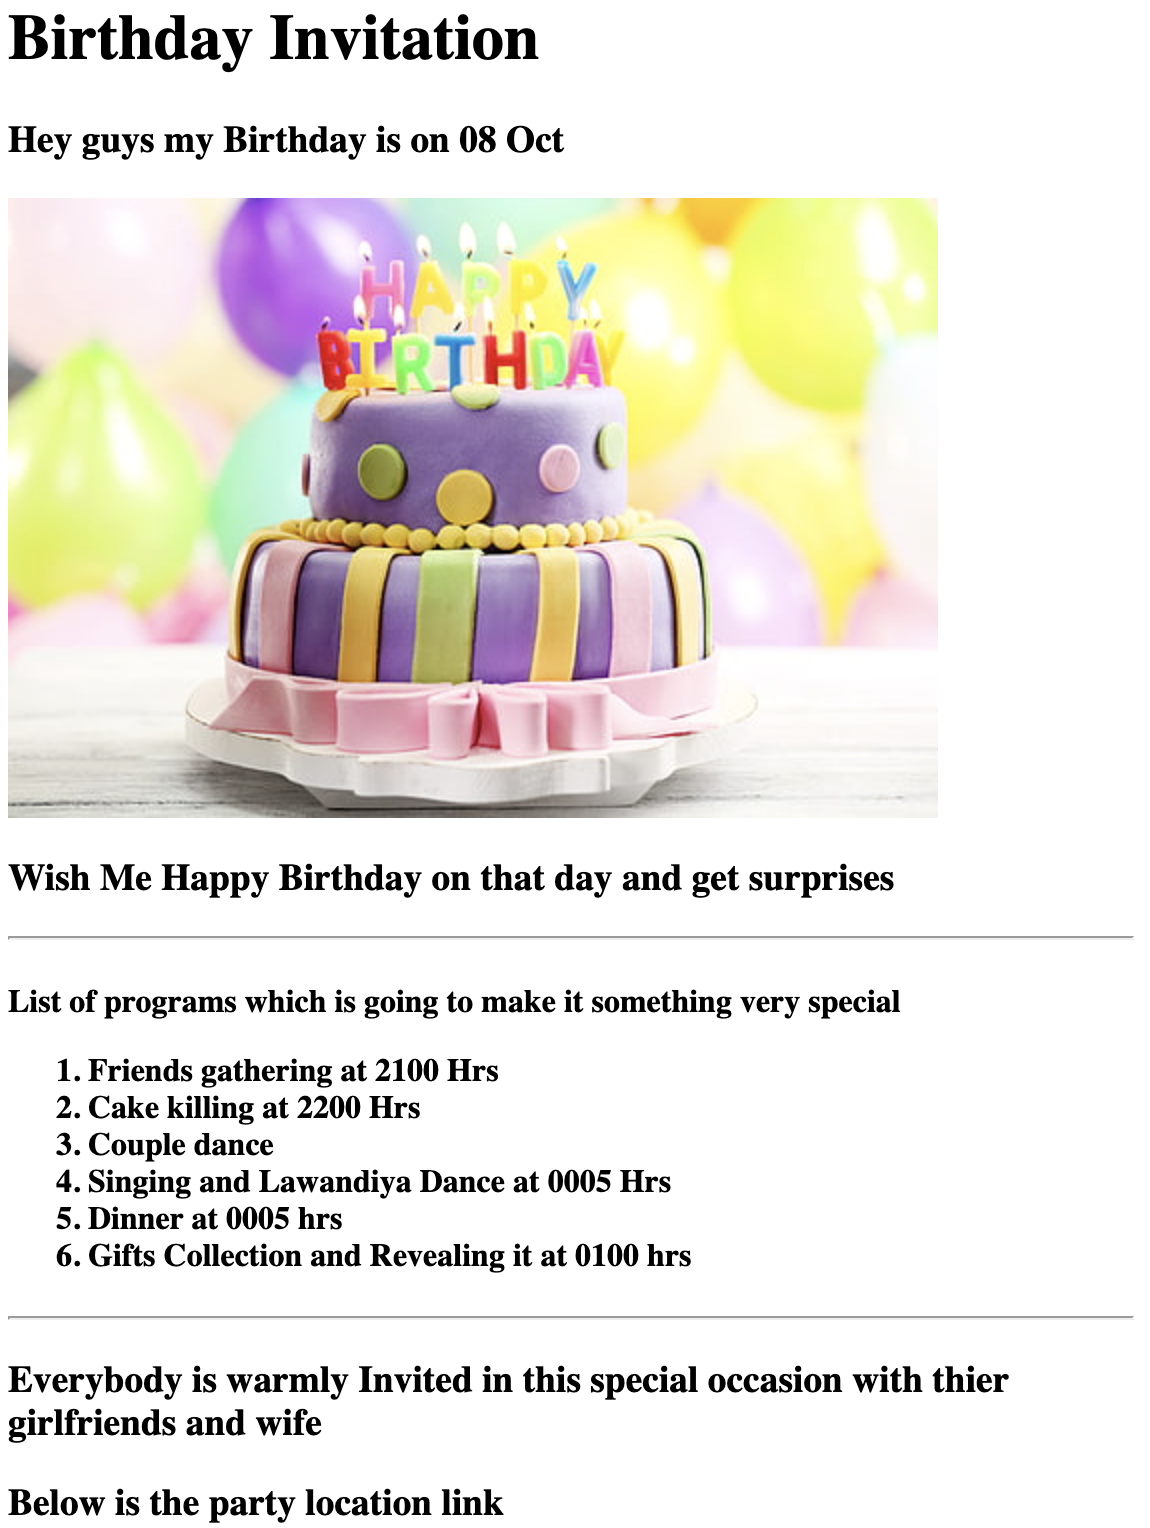 Birthday Invitation
Hey guys my Birthday is on 08 Oct
HAPPY
BIRTHDAY
Wish Me Happy Birthday on that day and get surprises
List of programs which is going to make it something very special
1. Friends gathering at 2100 Hrs
2. Cake killing at 2200 Hrs
3. Couple dance
4. Singing and Lawandiya Dance at 0005 Hrs
5. Dinner at 0005 hrs
6. Gifts Collection and Revealing it at 0100 hrs
Everybody is warmly Invited in this special occasion with thier
girlfriends and wife
Below is the party location link